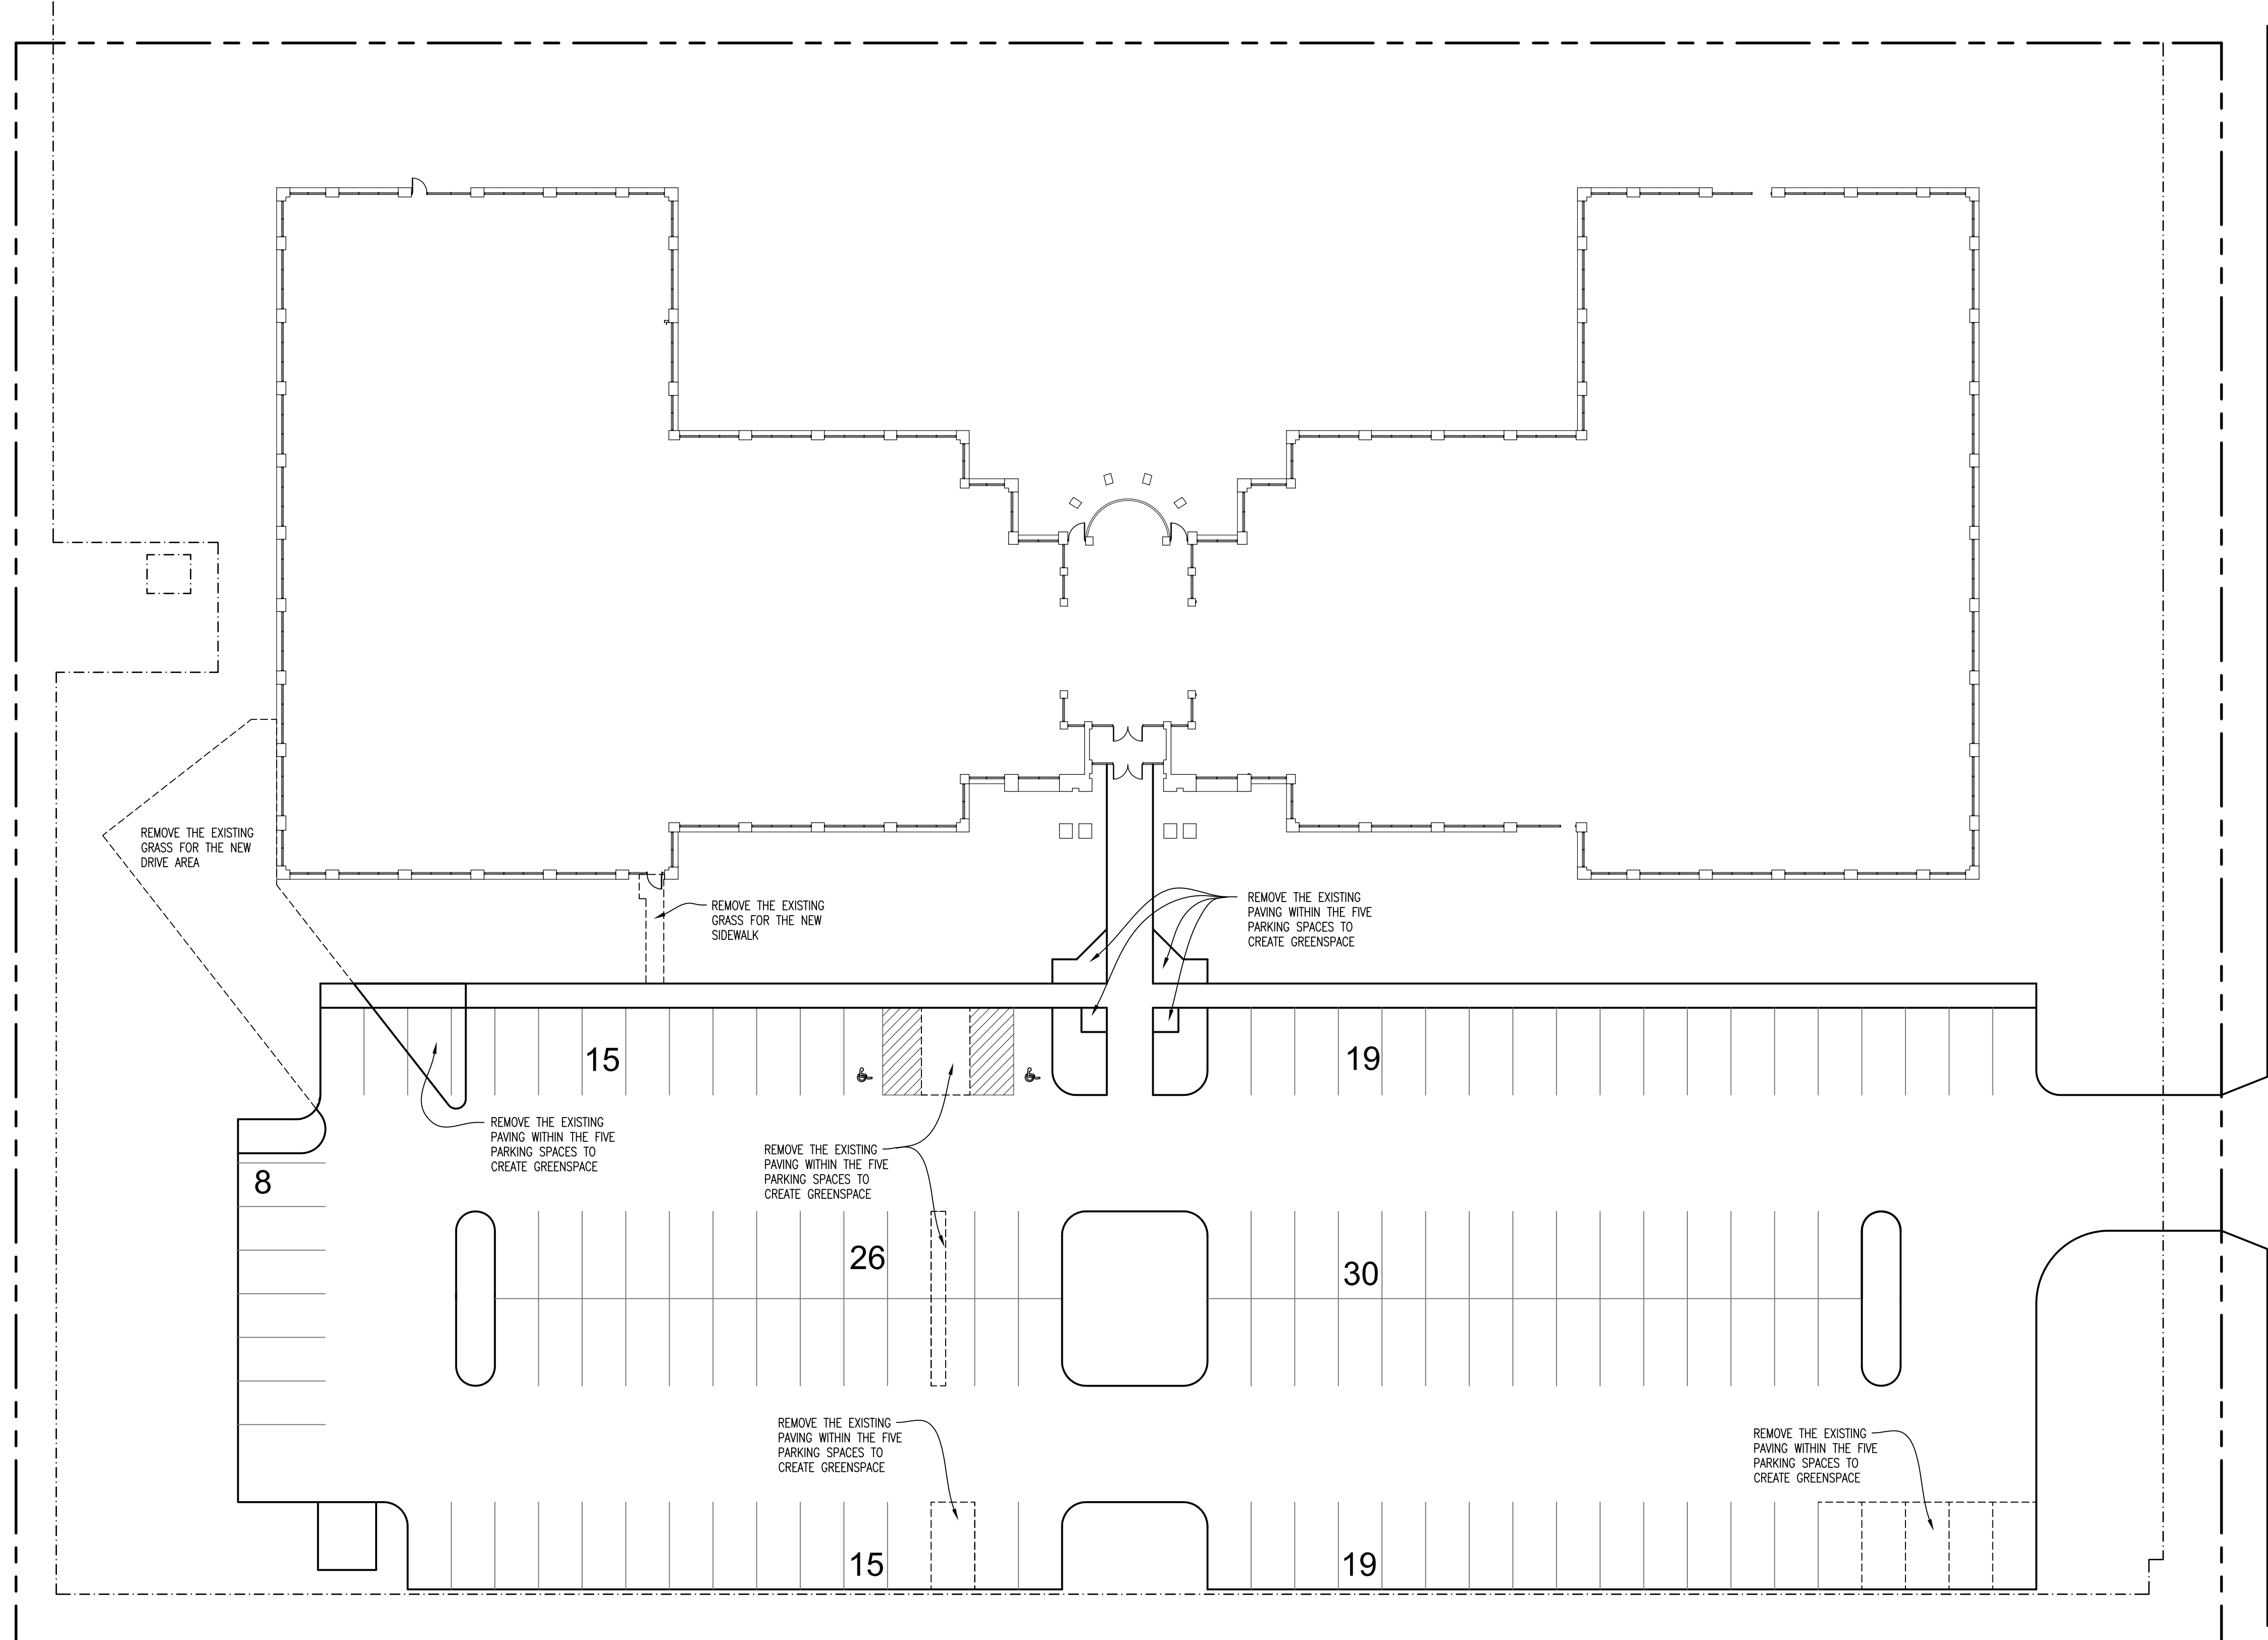 REMOVE THE EXISTING
GRASS FOR THE NEW
DRIVE AREA
REMOVE THE EXISTING
GRASS FOR THE NEW
SIDEWALK
REMOVE THE EXISTING
PAVING WITHIN THE FIVE
PARKING SPACES TO
CREATE GREENSPACE
15
19
REMOVE THE EXISTING
PAVING WITHIN THE FIVE
PARKING SPACES TO
CREATE GREENSPACE
REMOVE THE EXISTING
PAVING WITHIN THE FIVE
PARKING SPACES TO
CREATE GREENSPACE
8
26
30
REMOVE THE EXISTING
PAVING WITHIN THE FIVE
PARKING SPACES TO
CREATE GREENSPACE
REMOVE THE EXISTING
PAVING WITHIN THE FIVE
PARKING SPACES TO
CREATE GREENSPACE
15
19